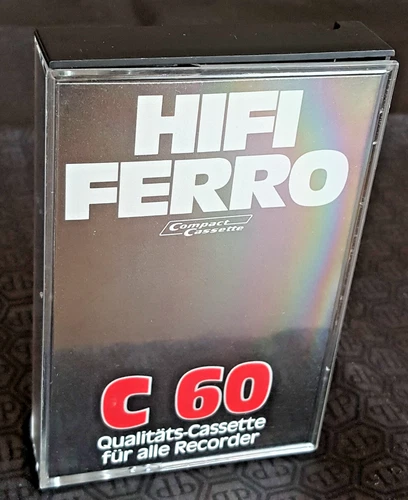 HIFI
FERRO
Compact
Cassette
C 60
Qualitäts-Cassette
für alle Recorder